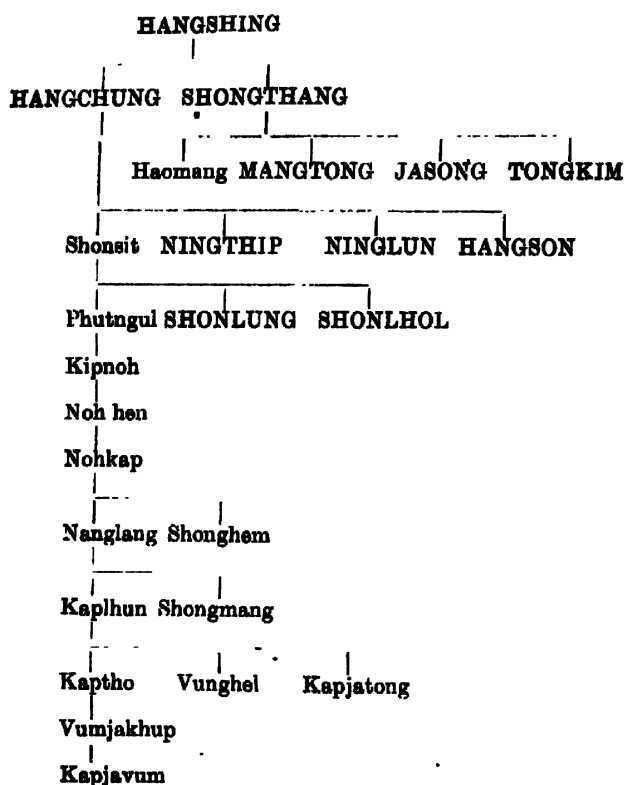 HANGSHING
HANGCHUNG SHONGTHANG
Haomang MANGTONG JASONG TONGKIM
Shonsit NINGTHIP NINGLUN HANGSON
Phutngul SHONLUNG SHONLHOL
Kipnoh
Noh hen
Nohkap
Nanglang Shonghem
Kaplhun Shongmang
Kaptho Vunghel Kapjatong
Vumjakhup
Kapjavum